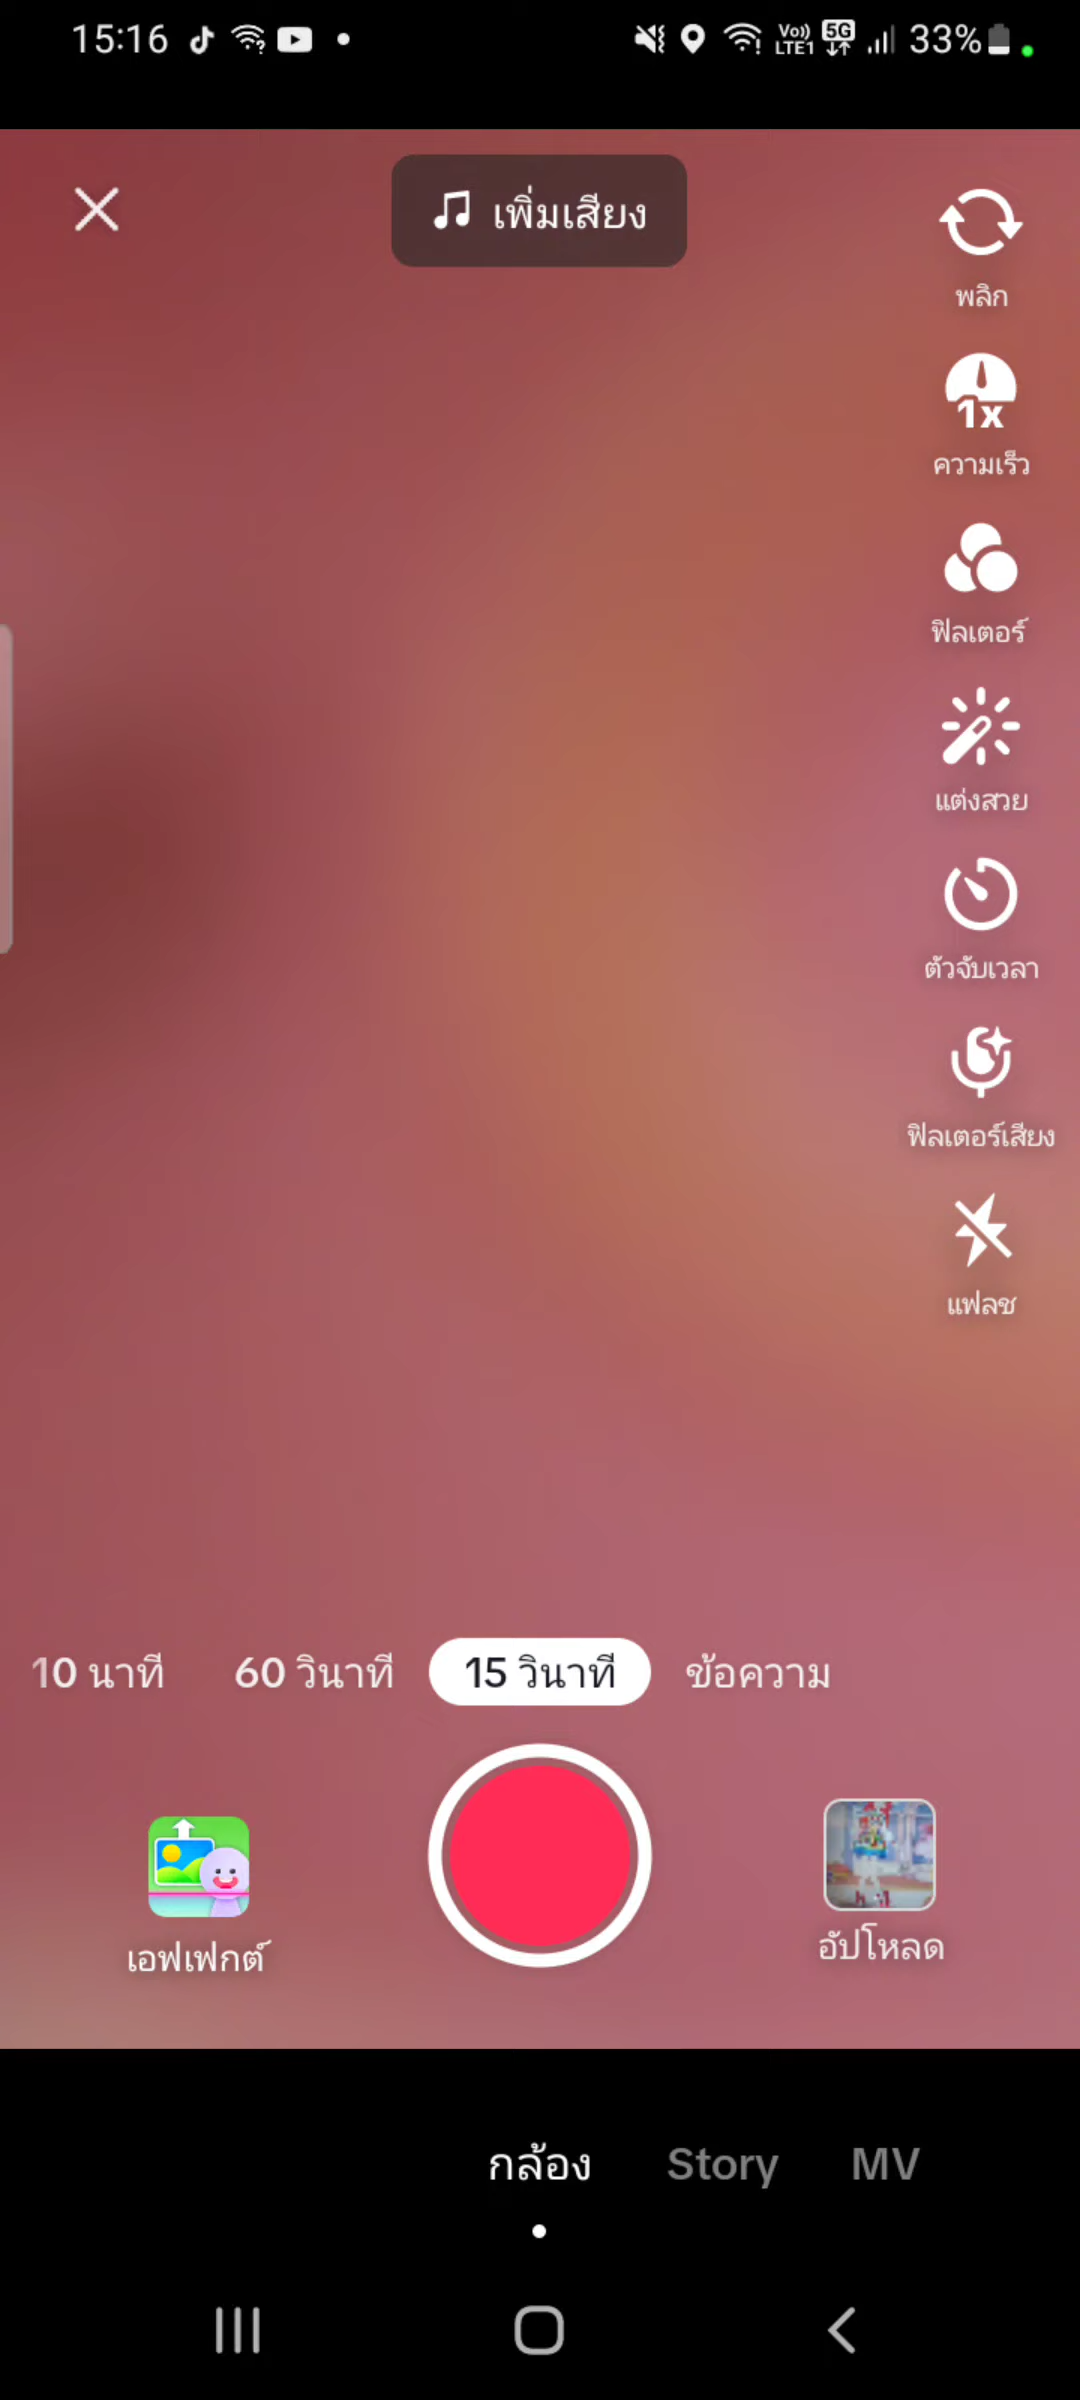 15:16
Vo)) LTE1 5G 33%
เพิ่มเสียง
พลิก
1x
ความเร็ว
ฟิลเตอร์
แต่งสวย
ตัวจับเวลา
ฟิลเตอร์เสียง
แฟลช
10 นาที 60 วินาที 15 วินาที ข้อความ
เอฟเฟกต์
อัปโหลด
กล้อง Story MV